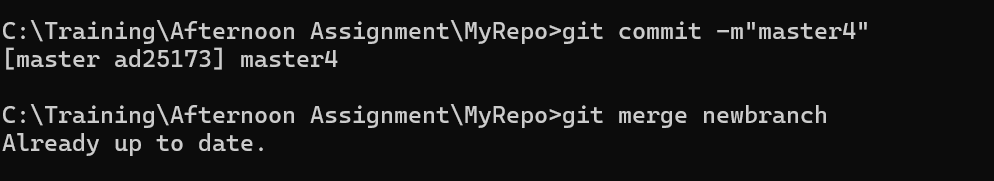 C:\Training\Afternoon Assignment\MyRepo>git commit -m"master4"
[master ad25173] master4
C:\Training\Afternoon Assignment\MyRepo>git merge newbranch
Already up to date.